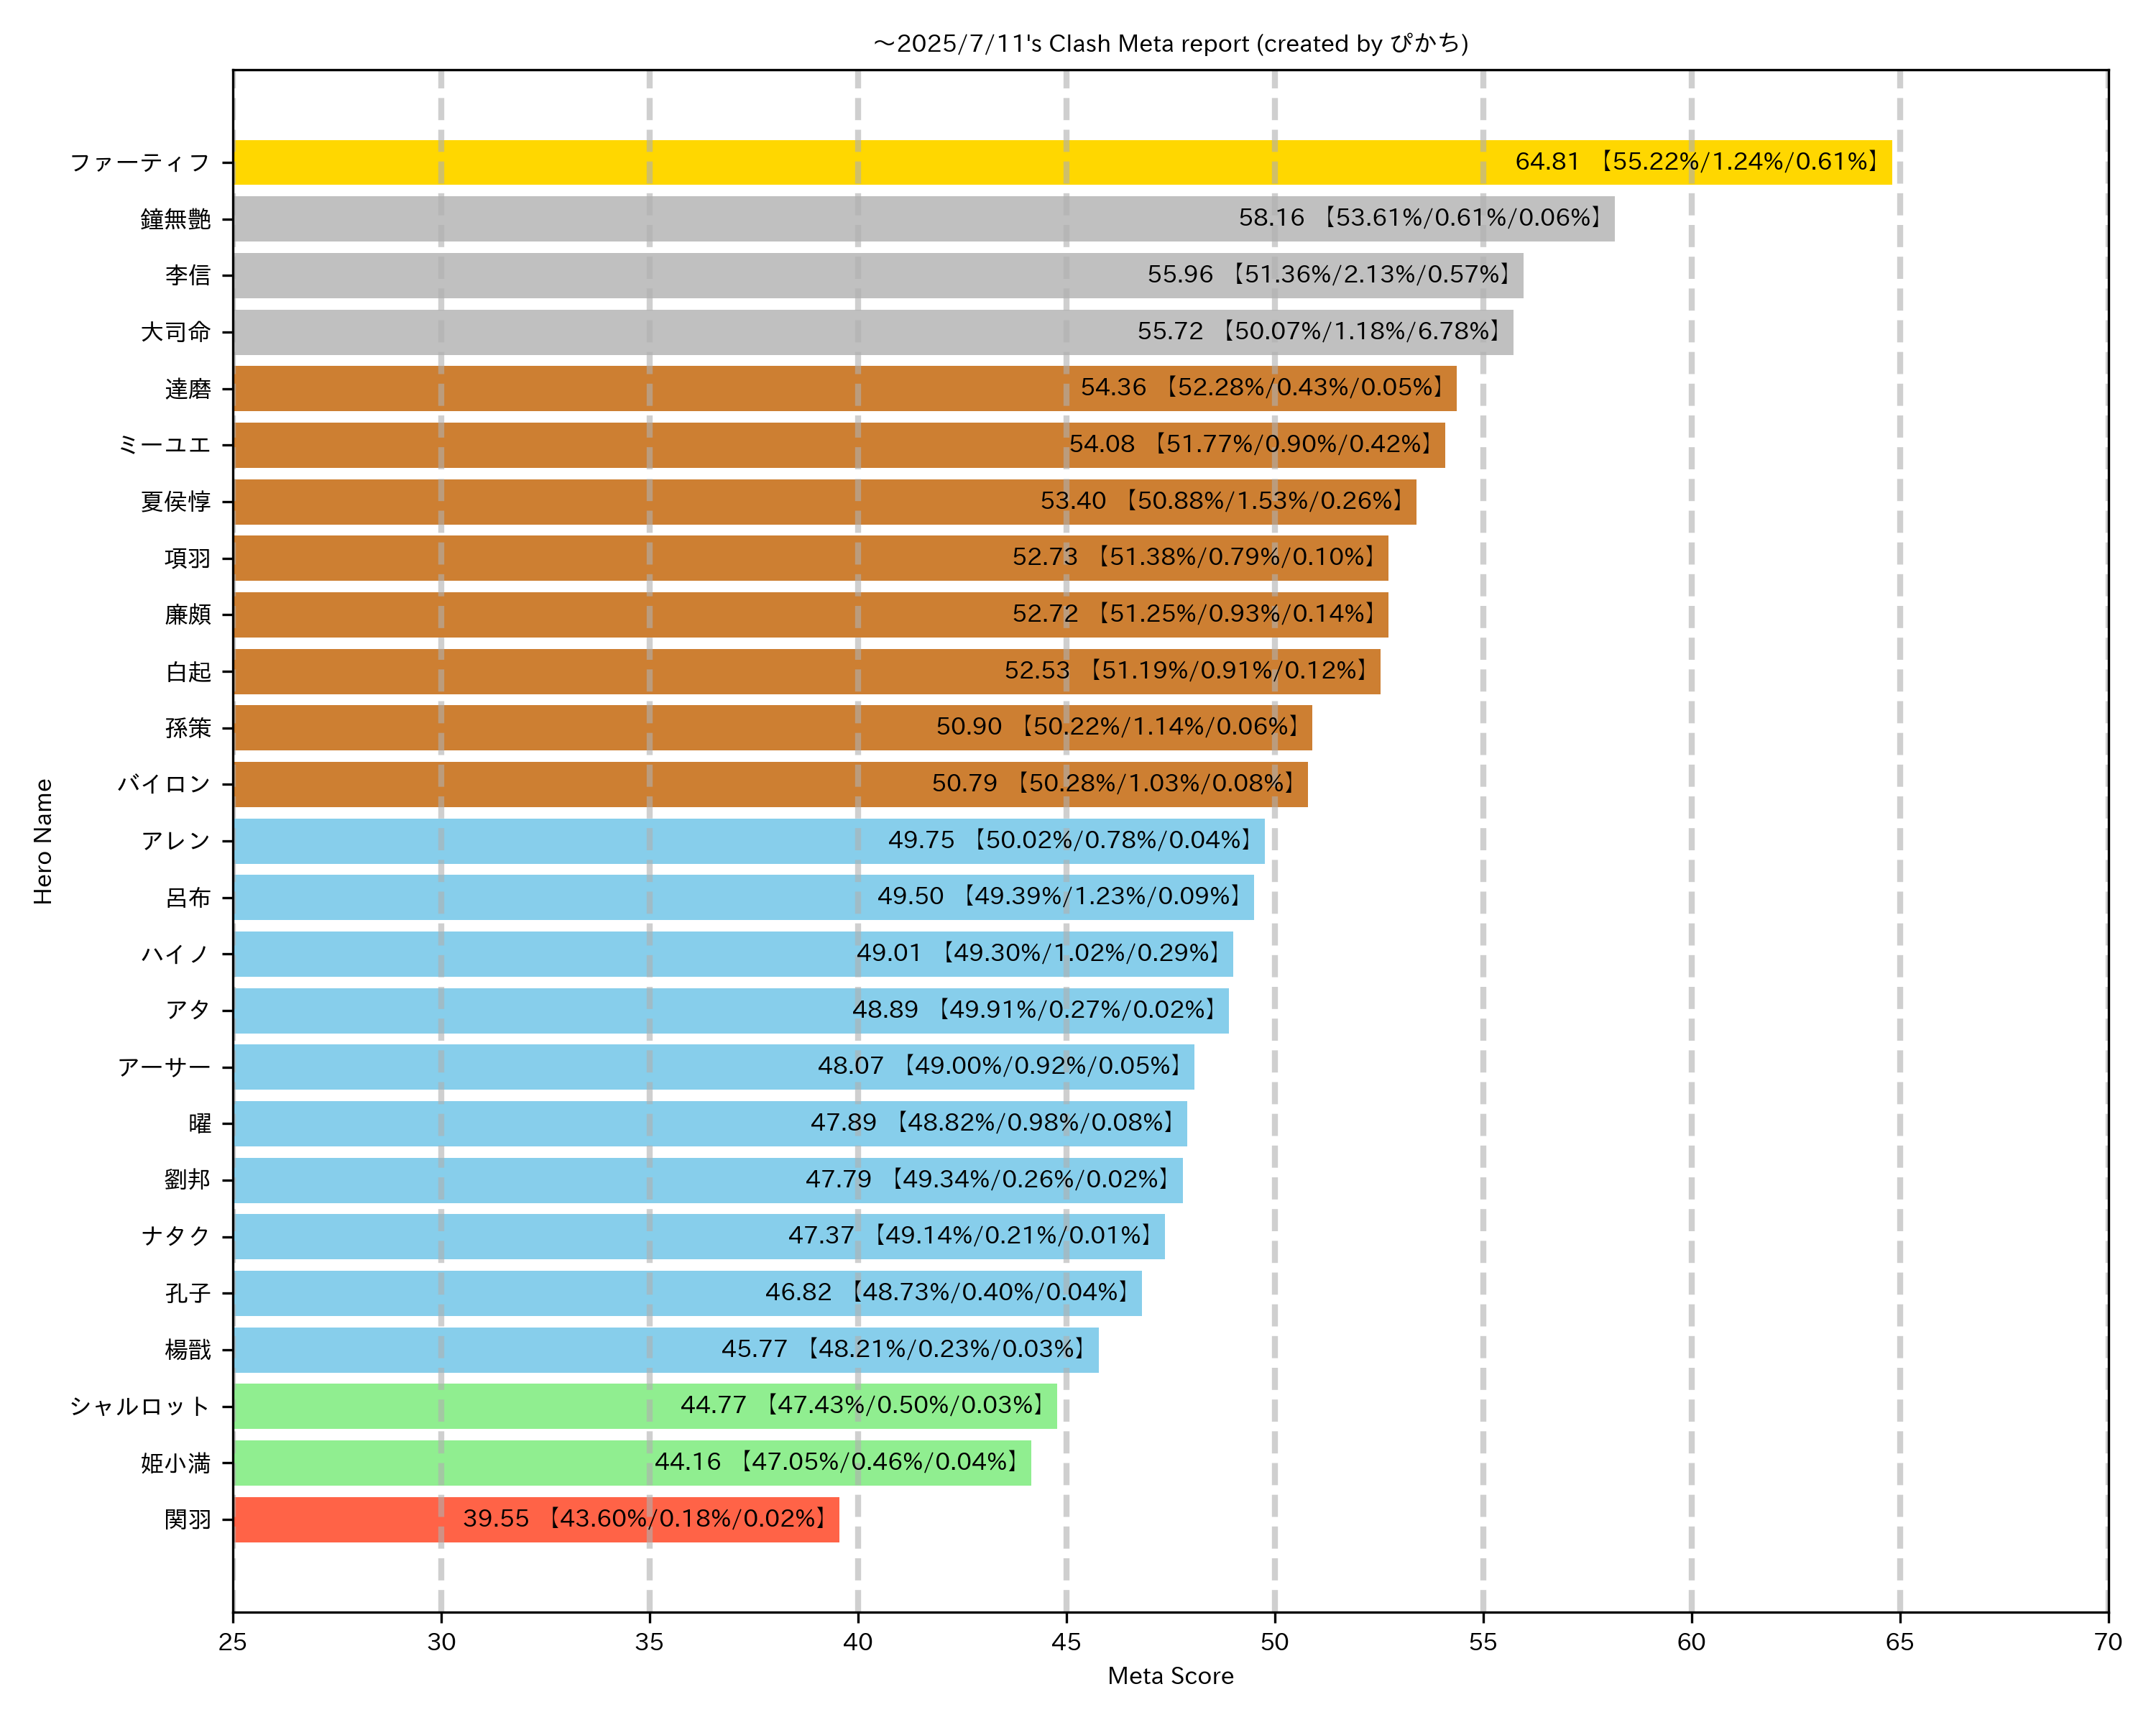 ～2025/7/11's Clash Meta report (created by ぴかち)
ファーティフ 64.81 【55.22%/1.24%/0.61%】
鐘無艶 58.16 【53.61%/0.61%/0.06%】
李信 55.96 【51.36%/2.13%/0.57%】
大司命 55.72 【50.07%/1.18%/6.78%】
達磨 54.36 【52.28%/0.43%/0.05%】
ミーユエ 54.08 【51.77%/0.90%/0.42%】
夏侯惇 53.40 【50.88%/1.53%/0.26%】
項羽 52.73 【51.38%/0.79%/0.10%】
廉頗 52.72 【51.25%/0.93%/0.14%】
白起 52.53 【51.19%/0.91%/0.12%】
孫策 50.90 【50.22%/1.14%/0.06%】
バイロン 50.79 【50.28%/1.03%/0.08%】
アレン 49.75 【50.02%/0.78%/0.04%】
呂布 49.50 【49.39%/1.23%/0.09%】
ハイノ 49.01 【49.30%/1.02%/0.29%】
アタ 48.89 【49.91%/0.27%/0.02%】
アーサー 48.07 【49.00%/0.92%/0.05%】
曜 47.89 【48.82%/0.98%/0.08%】
劉邦 47.79 【49.34%/0.26%/0.02%】
ナタク 47.37 【49.14%/0.21%/0.01%】
孔子 46.82 【48.73%/0.40%/0.04%】
楊戩 45.77 【48.21%/0.23%/0.03%】
シャルロット 44.77 【47.43%/0.50%/0.03%】
姫小満 44.16 【47.05%/0.46%/0.04%】
関羽 39.55 【43.60%/0.18%/0.02%】
Hero Name
25 30 35 40 45 50 55 60 65 70
Meta Score